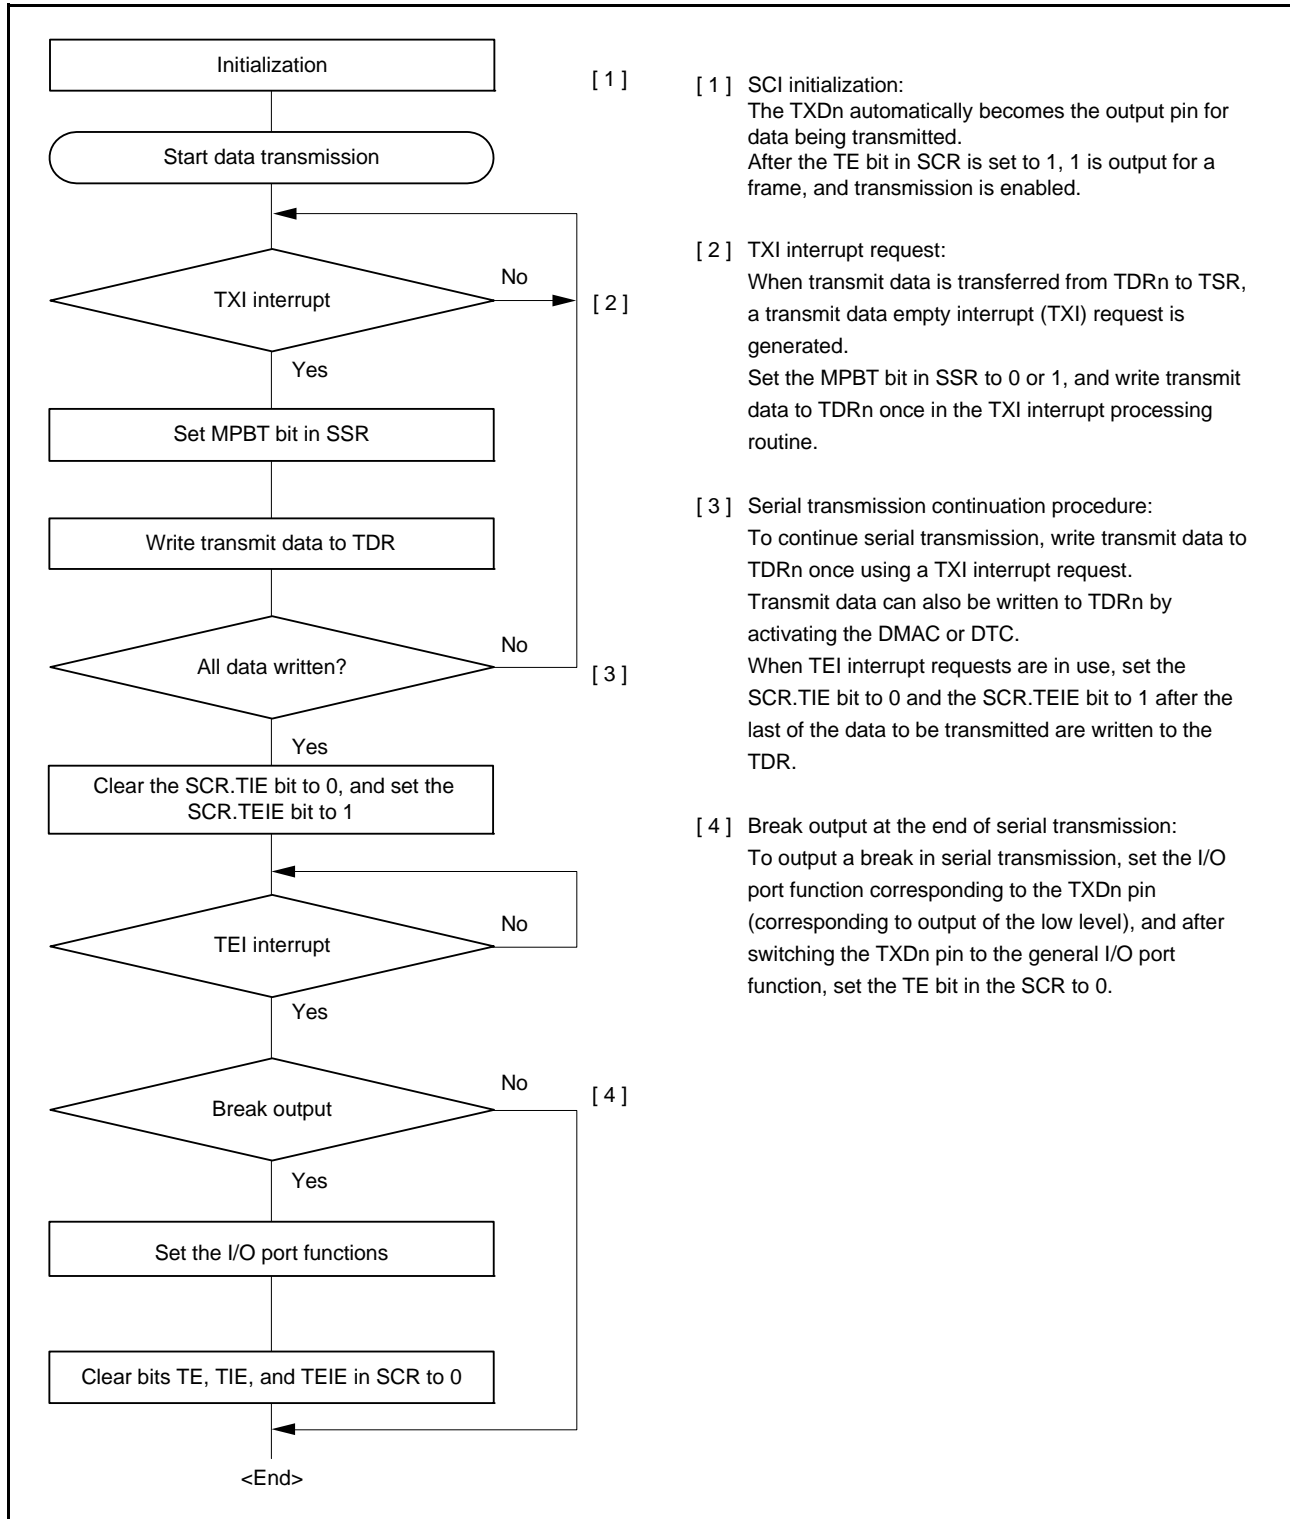 Initialization
[ 1 ]
Start data transmission
TXI interrupt
No
[ 2 ]
Yes
Set MPBT bit in SSR
Write transmit data to TDR
All data written?
No
[ 3 ]
Yes
Clear the SCR.TIE bit to 0, and set the
SCR.TEIE bit to 1
TEI interrupt
No
Yes
Break output
No
[ 4 ]
Yes
Set the I/O port functions
Clear bits TE, TIE, and TEIE in SCR to 0
<End>
[ 1 ] SCI initialization:
The TXDn automatically becomes the output pin for
data being transmitted.
After the TE bit in SCR is set to 1, 1 is output for a
frame, and transmission is enabled.
[ 2 ] TXI interrupt request:
When transmit data is transferred from TDRn to TSR,
a transmit data empty interrupt (TXI) request is
generated.
Set the MPBT bit in SSR to 0 or 1, and write transmit
data to TDRn once in the TXI interrupt processing
routine.
[ 3 ] Serial transmission continuation procedure:
To continue serial transmission, write transmit data to
TDRn once using a TXI interrupt request.
Transmit data can also be written to TDRn by
activating the DMAC or DTC.
When TEI interrupt requests are in use, set the
SCR.TIE bit to 0 and the SCR.TEIE bit to 1 after the
last of the data to be transmitted are written to the
TDR.
[ 4 ] Break output at the end of serial transmission:
To output a break in serial transmission, set the I/O
port function corresponding to the TXDn pin
(corresponding to output of the low level), and after
switching the TXDn pin to the general I/O port
function, set the TE bit in the SCR to 0.